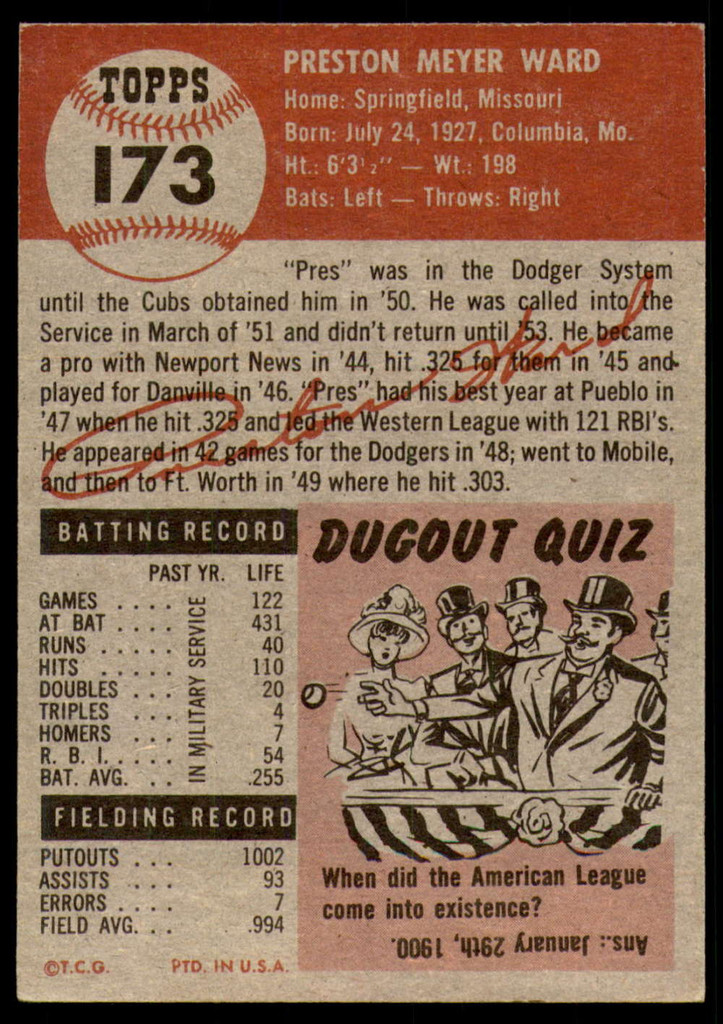 TOPPS
173
PRESTON MEYER WARD
Home: Springfield, Missouri
Born: July 24, 1927, Columbia, Mo.
Ht.: 6'3½" — Wt.: 198
Bats: Left — Throws: Right
"Pres" was in the Dodger System
until the Cubs obtained him in '50. He was called into the
Service in March of '51 and didn't return until '53. He became
a pro with Newport News in '44, hit .325 for them in '45 and
played for Danville in '46. "Pres" had his best year at Pueblo in
'47 when he hit .325 and led the Western League with 121 RBI's.
He appeared in 42 games for the Dodgers in '48; went to Mobile,
and then to Ft. Worth in '49 where he hit .303.
Preston Ward
BATTING RECORD
PAST YR. LIFE
GAMES . . . . 122
AT BAT . . . . 431
RUNS . . . . . 40
HITS . . . . . 110
DOUBLES . . . 20
TRIPLES . . . 4
HOMERS . . . 7
R. B. I. . . . . 54
BAT. AVG. . . . .255
IN MILITARY SERVICE
FIELDING RECORD
PUTOUTS . . . 1002
ASSISTS . . . . 93
ERRORS . . . . 7
FIELD AVG. . . .994
©T.C.G. PTD. IN U.S.A.
DUGOUT QUIZ
When did the American League
come into existence?
Ans.: January 29th, 1900.